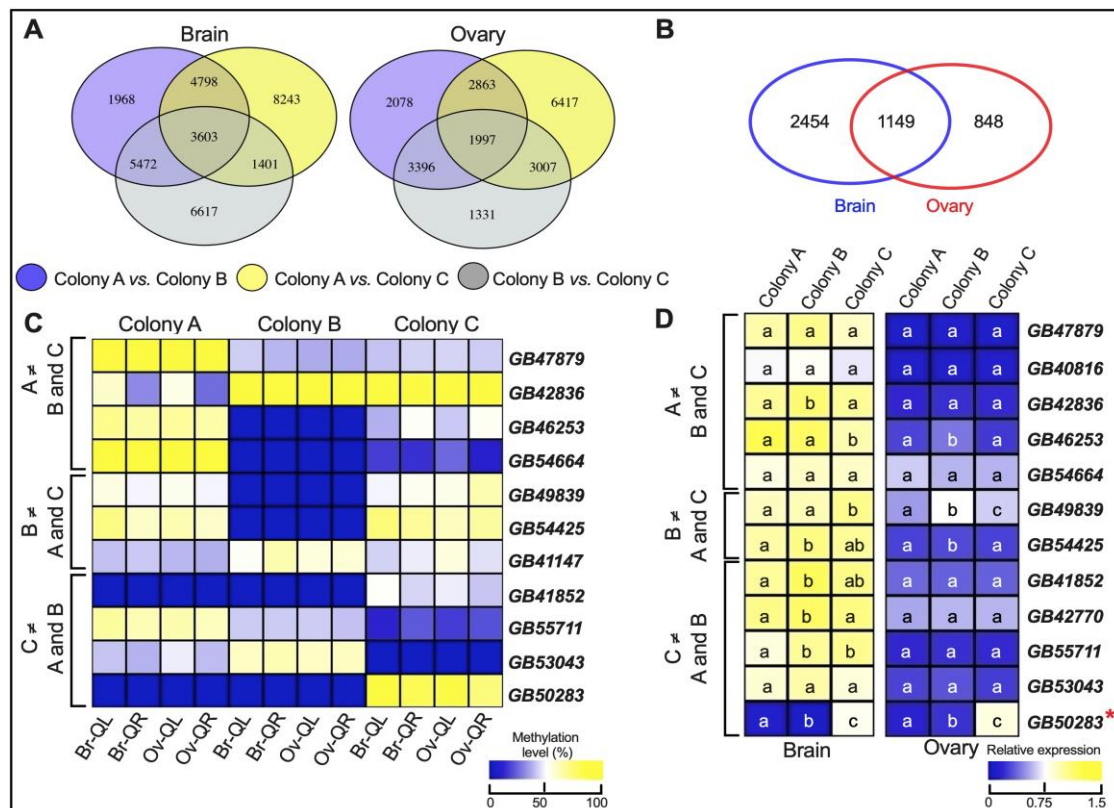 A
Brain
Ovary
1968
4798
8243
3603
5472
1401
6617
2078
2863
6417
1997
3396
3007
1331
Colony A vs. Colony B
Colony A vs. Colony C
Colony B vs. Colony C
B
2454
1149
848
Brain
Ovary
C
Colony A
Colony B
Colony C
A ≠
B and C
B ≠
A and C
C ≠
A and B
GB47879
GB42836
GB46253
GB54664
GB49839
GB54425
GB41147
GB41852
GB55711
GB53043
GB50283
Br-QL
Br-QR
Ov-QL
Ov-QR
Br-QL
Br-QR
Ov-QL
Ov-QR
Br-QL
Br-QR
Ov-QL
Ov-QR
Methylation
level (%)
0
50
100
D
Colony A
Colony B
Colony C
Colony A
Colony B
Colony C
A ≠
B and C
B ≠
A and C
C ≠
A and B
a a a a a a GB47879
a a a a a a GB40816
a b a a a a GB42836
a a b a b a GB46253
a a a a a a GB54664
a a b a b c GB49839
a b ab a b a GB54425
a b ab a a a GB41852
a b a a a a GB42770
a b b a a a GB55711
a a a a a a GB53043
a b c a b c GB50283*
Brain
Ovary
Relative expression
0
0.75
1.5